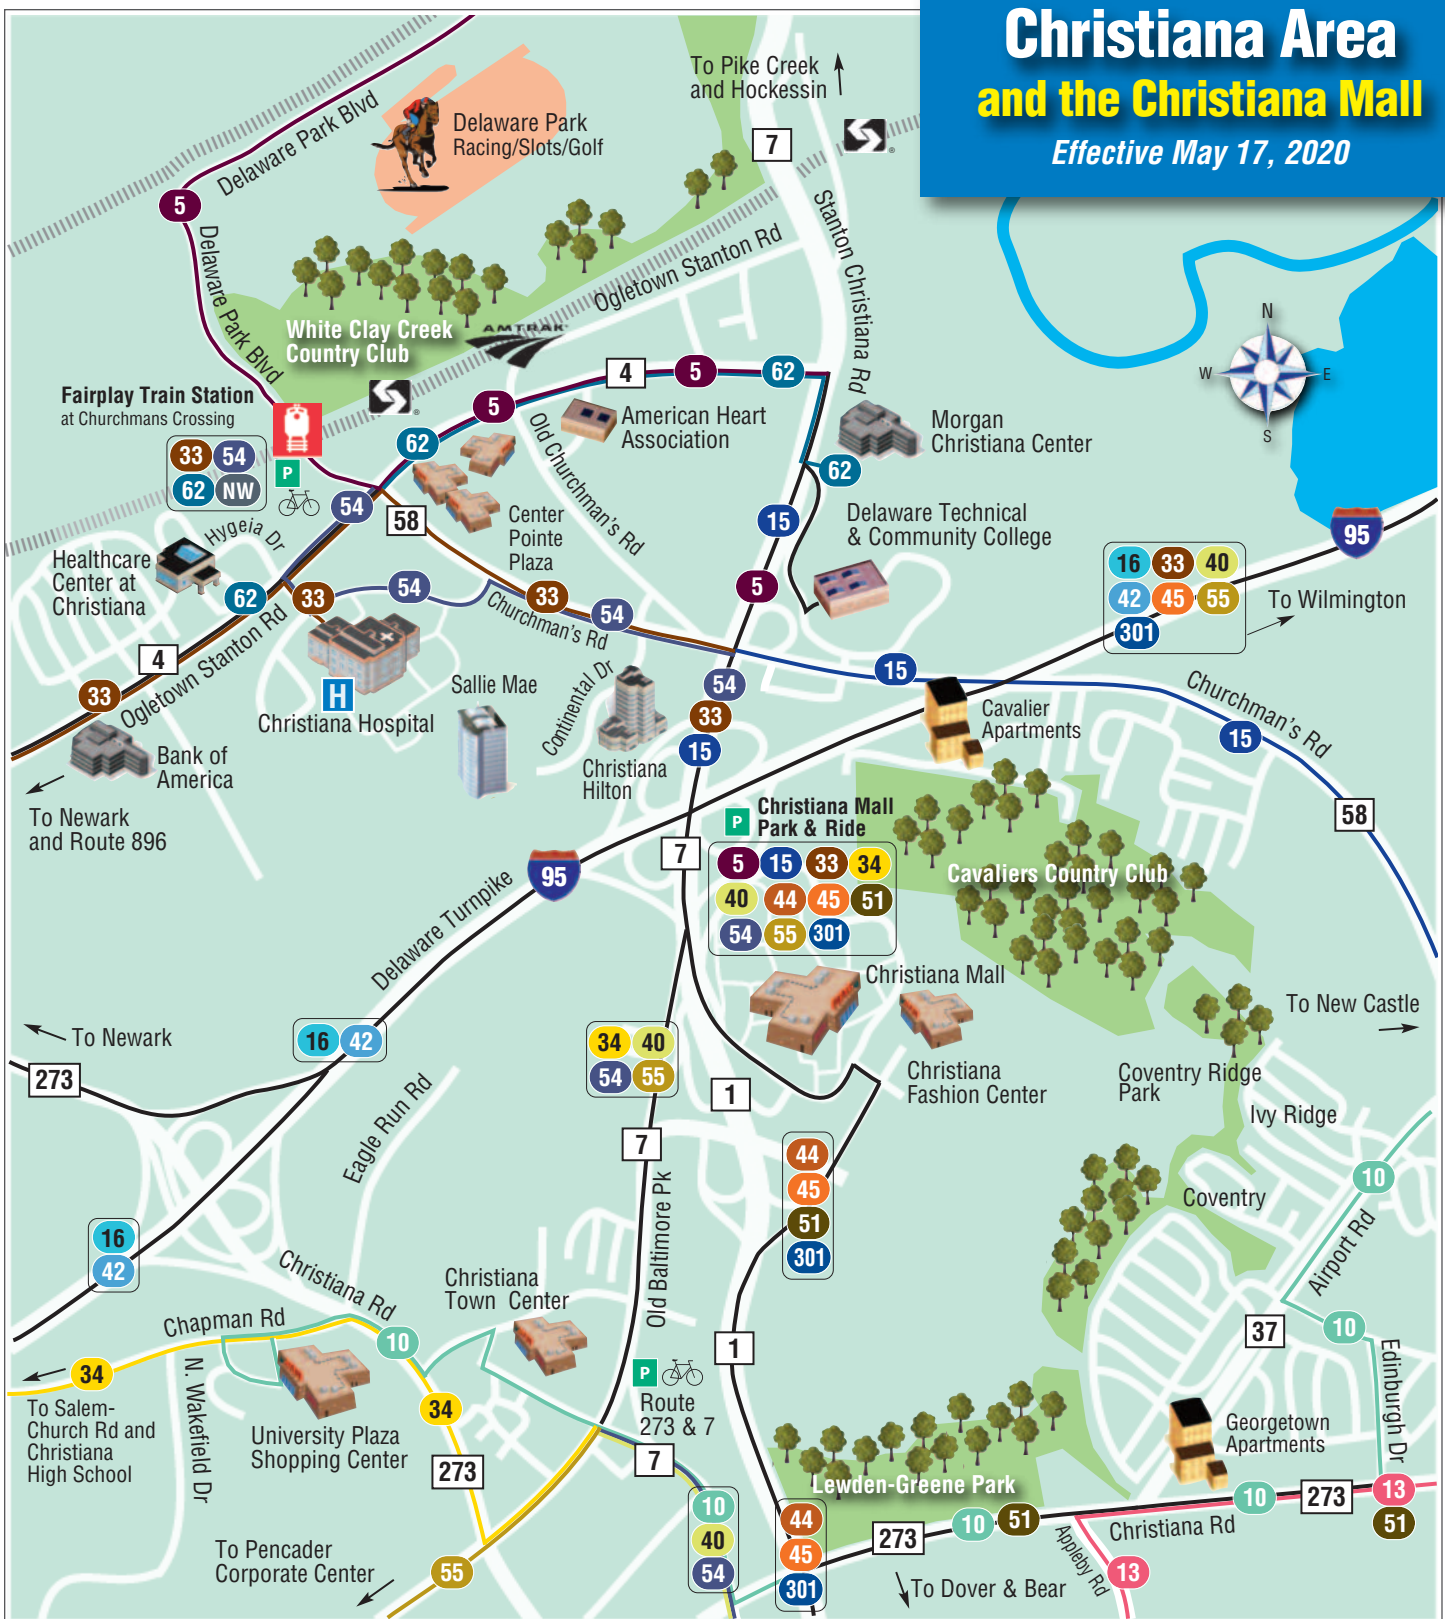 Christiana Area
and the Christiana Mall
Effective May 17, 2020
To Pike Creek
and Hockessin
7
Delaware Park Blvd
Delaware Park
Racing/Slots/Golf
5
Delaware Park Blvd
Stanton Christiana Rd
Ogletown Stanton Rd
White Clay Creek
Country Club
AMTRAK
N
W
E
S
Fairplay Train Station
at Churchmans Crossing
33
54
62
NW
P
4
5
62
5
62
American Heart
Association
Morgan
Christiana Center
62
Old Churchman's Rd
54
58
Center
Pointe
Plaza
15
Delaware Technical
& Community College
95
Hygeia Dr
Healthcare
Center at
Christiana
16
33
40
42
45
55
301
To Wilmington
62
33
54
33
54
5
Churchman's Rd
4
33
Ogletown Stanton Rd
H
Christiana Hospital
Sallie Mae
Continental Dr
Christiana
Hilton
54
33
15
15
Cavalier
Apartments
Churchman's Rd
15
58
Bank of
America
To Newark
and Route 896
P
Christiana Mall
Park & Ride
5
15
33
34
40
44
45
51
54
55
301
7
95
Delaware Turnpike
Cavaliers Country Club
Christiana Mall
Christiana
Fashion Center
To New Castle
Coventry Ridge
Park
Ivy Ridge
To Newark
273
16
42
34
40
54
55
1
7
Eagle Run Rd
44
45
51
301
Coventry
10
Airport Rd
16
42
Christiana Rd
Old Baltimore Pk
Christiana
Town Center
Chapman Rd
10
34
To Salem-
Church Rd and
Christiana
High School
N. Wakefield Dr
University Plaza
Shopping Center
34
273
1
P
Route
273 & 7
7
37
10
Edinburgh Dr
Georgetown
Apartments
Lewden-Greene Park
10
40
54
44
45
301
273
10
51
10
273
13
51
Christiana Rd
Appleby Rd
13
To Pencader
Corporate Center
55
To Dover & Bear